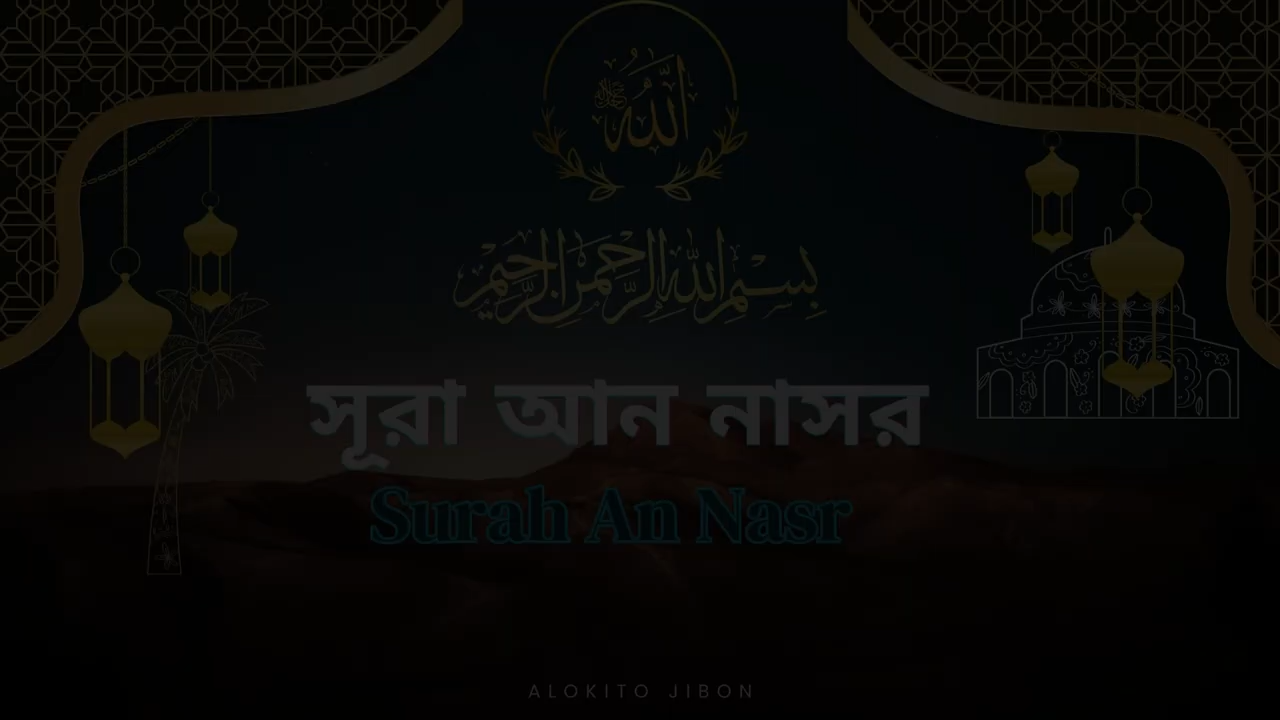 الله
بسم الله الرحمن الرحيم
সূরা আন নাসর
Surah An Nasr
ALOKITO JIBON